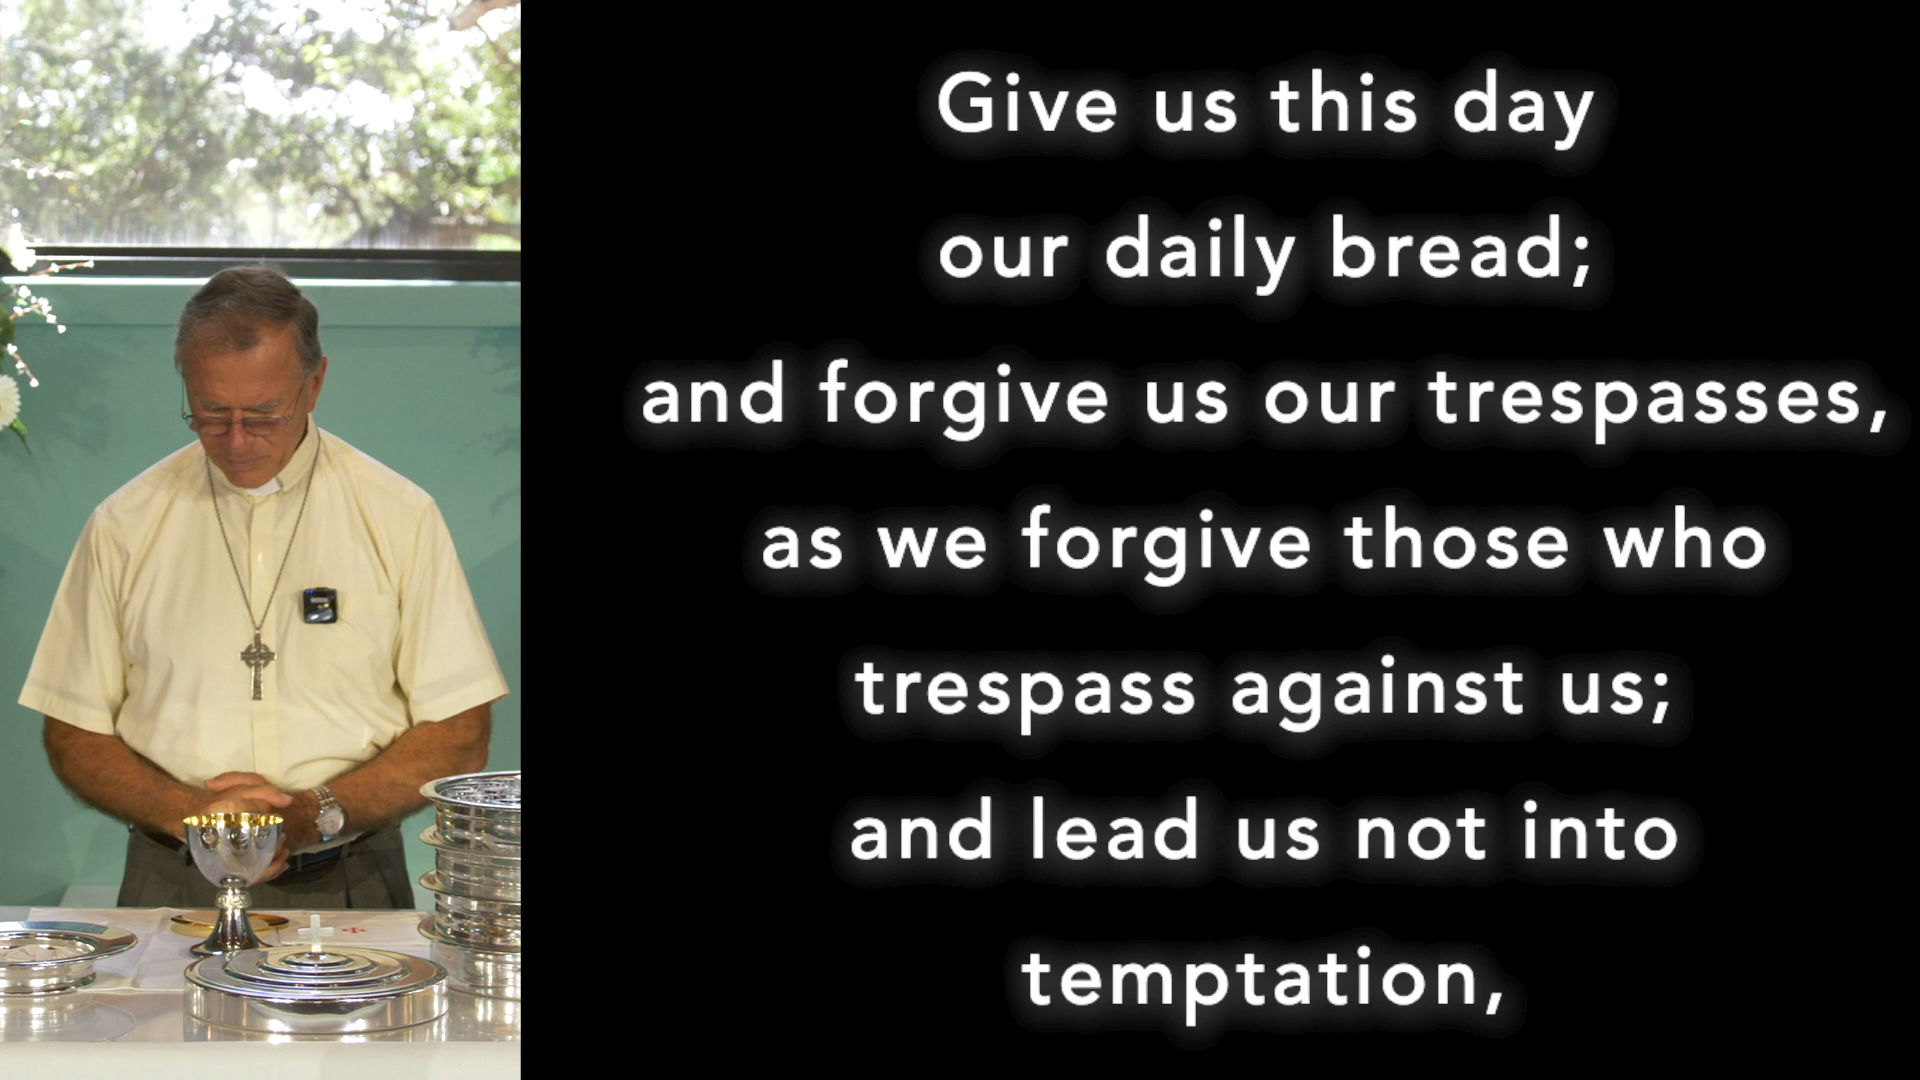 Give us this day
our daily bread;
and forgive us our trespasses,
as we forgive those who
trespass against us;
and lead us not into
temptation,